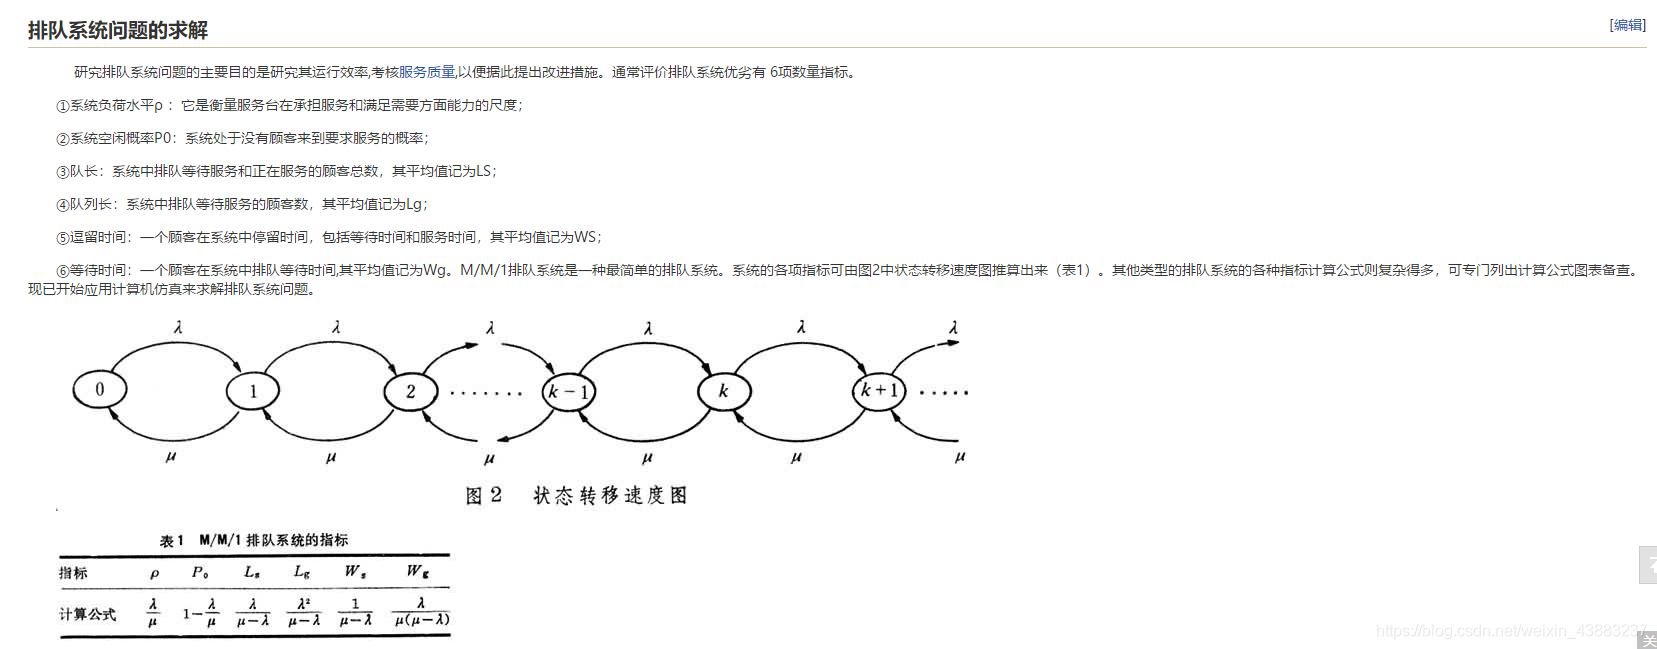 排队系统问题的求解
[编辑]
研究排队系统问题的主要目的是研究其运行效率,考核服务质量,以便据此提出改进措施。通常评价排队系统优劣有 6项数量指标。
①系统负荷水平ρ ：它是衡量服务台在承担服务和满足需要方面能力的尺度；
②系统空闲概率P0：系统处于没有顾客来到要求服务的概率；
③队长：系统中排队等待服务和正在服务的顾客总数，其平均值记为LS；
④队列长：系统中排队等待服务的顾客数，其平均值记为Lg；
⑤逗留时间：一个顾客在系统中停留时间，包括等待时间和服务时间，其平均值记为WS；
⑥等待时间：一个顾客在系统中排队等待时间,其平均值记为Wg。M/M/1排队系统是一种最简单的排队系统。系统的各项指标可由图2中状态转移速度图推算出来（表1）。其他类型的排队系统的各种指标计算公式则复杂得多，可专门列出计算公式图表备查。
现已开始应用计算机仿真来求解排队系统问题。
λ λ λ λ λ λ
0 1 2 ······· k－1 k k＋1 ·····
μ μ μ μ μ μ
图 2 状态转移速度图
表 1 M/M/1 排队系统的指标
指标 ρ P₀ Lₛ Lg Wₛ Wg
计算公式 λ/μ 1－λ/μ λ/(μ－λ) λ²/(μ－λ) 1/(μ－λ) λ/(μ(μ－λ))
https://blog.csdn.net/weixin_43883237
关